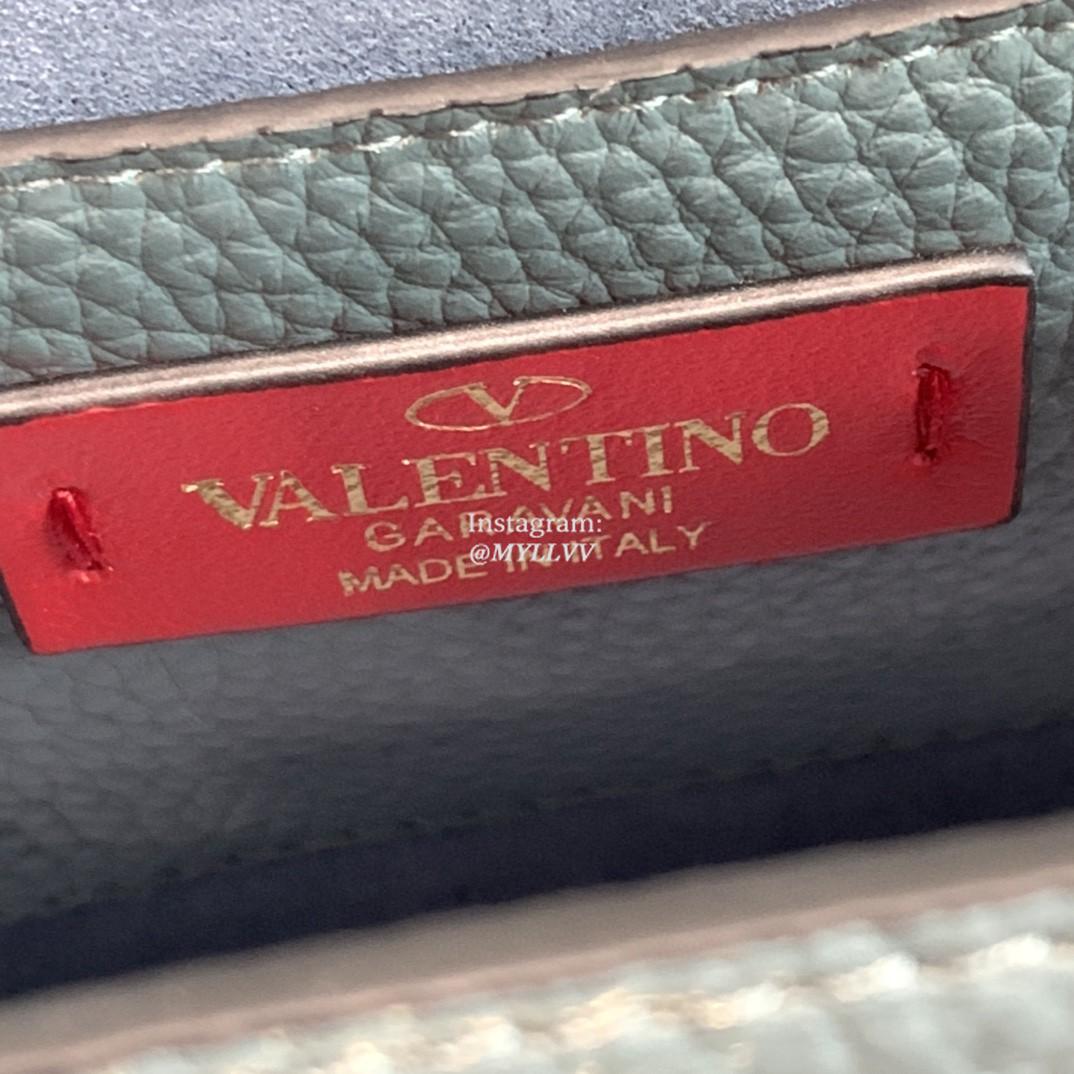 V
VALENTINO
GARAVANI
MADE IN ITALY
Instagram:
@MYLLVV